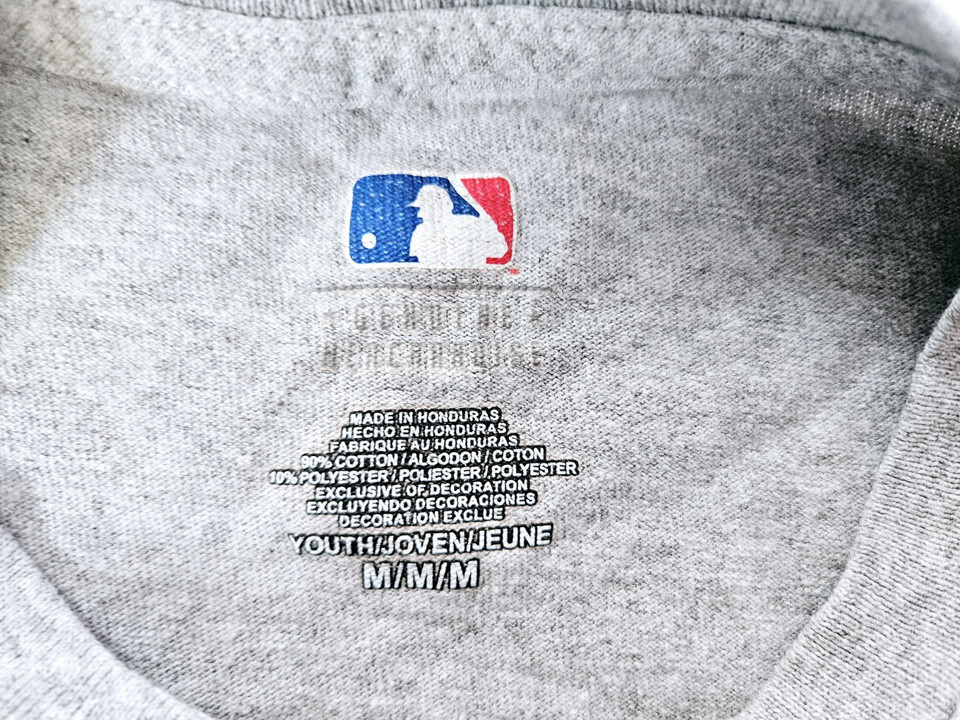 GENUINE
MERCHANDISE
MADE IN HONDURAS
HECHO EN HONDURAS
FABRIQUE AU HONDURAS
90% COTTON / ALGODON / COTON
10% POLYESTER / POLIESTER / POLYESTER
EXCLUSIVE OF DECORATION
EXCLUYENDO DECORACIONES
DECORATION EXCLUE
YOUTH/JOVEN/JEUNE
M/M/M